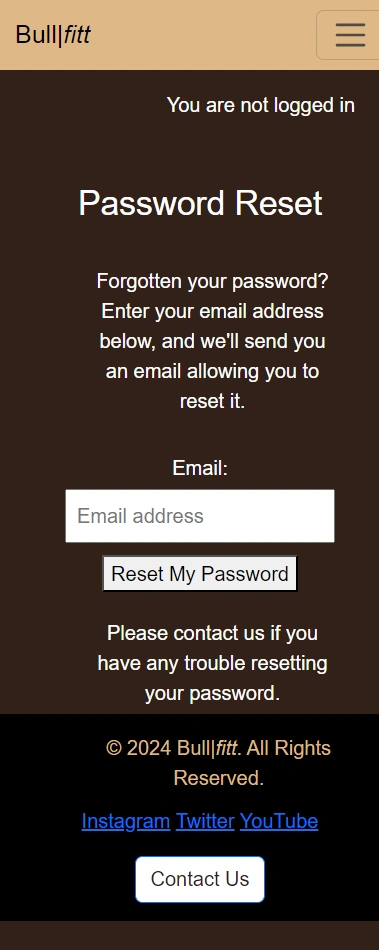 Bull|fitt
You are not logged in
Password Reset
Forgotten your password?
Enter your email address
below, and we'll send you
an email allowing you to
reset it.
Email:
Email address
Reset My Password
Please contact us if you
have any trouble resetting
your password.
© 2024 Bull|fitt. All Rights
Reserved.
Instagram Twitter YouTube
Contact Us